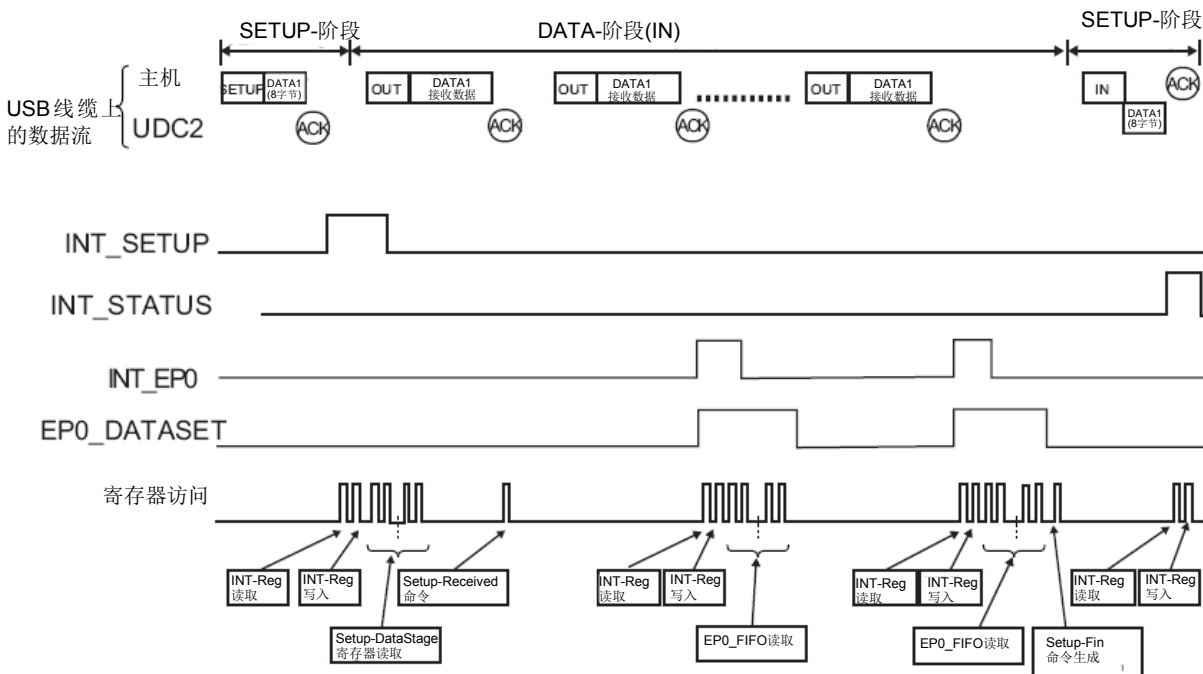 SETUP-阶段
DATA-阶段(IN)
SETUP-阶段
USB线缆上
的数据流
主机
UDC2
SETUP
DATA1
(8字节)
ACK
OUT
DATA1
接收数据
ACK
OUT
DATA1
接收数据
ACK
OUT
DATA1
接收数据
ACK
IN
DATA1
(8字节)
ACK
INT_SETUP
INT_STATUS
INT_EP0
EP0_DATASET
寄存器访问
INT-Reg
读取
INT-Reg
写入
Setup-Received
命令
INT-Reg
读取
INT-Reg
写入
INT-Reg
读取
INT-Reg
写入
INT-Reg
读取
INT-Reg
写入
Setup-DataStage
寄存器读取
EP0_FIFO读取
EP0_FIFO读取
Setup-Fin
命令生成